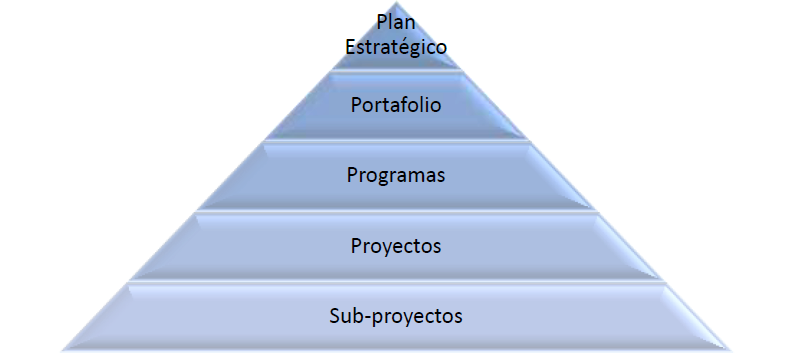 Plan
Estratégico
Portafolio
Programas
Proyectos
Sub-proyectos